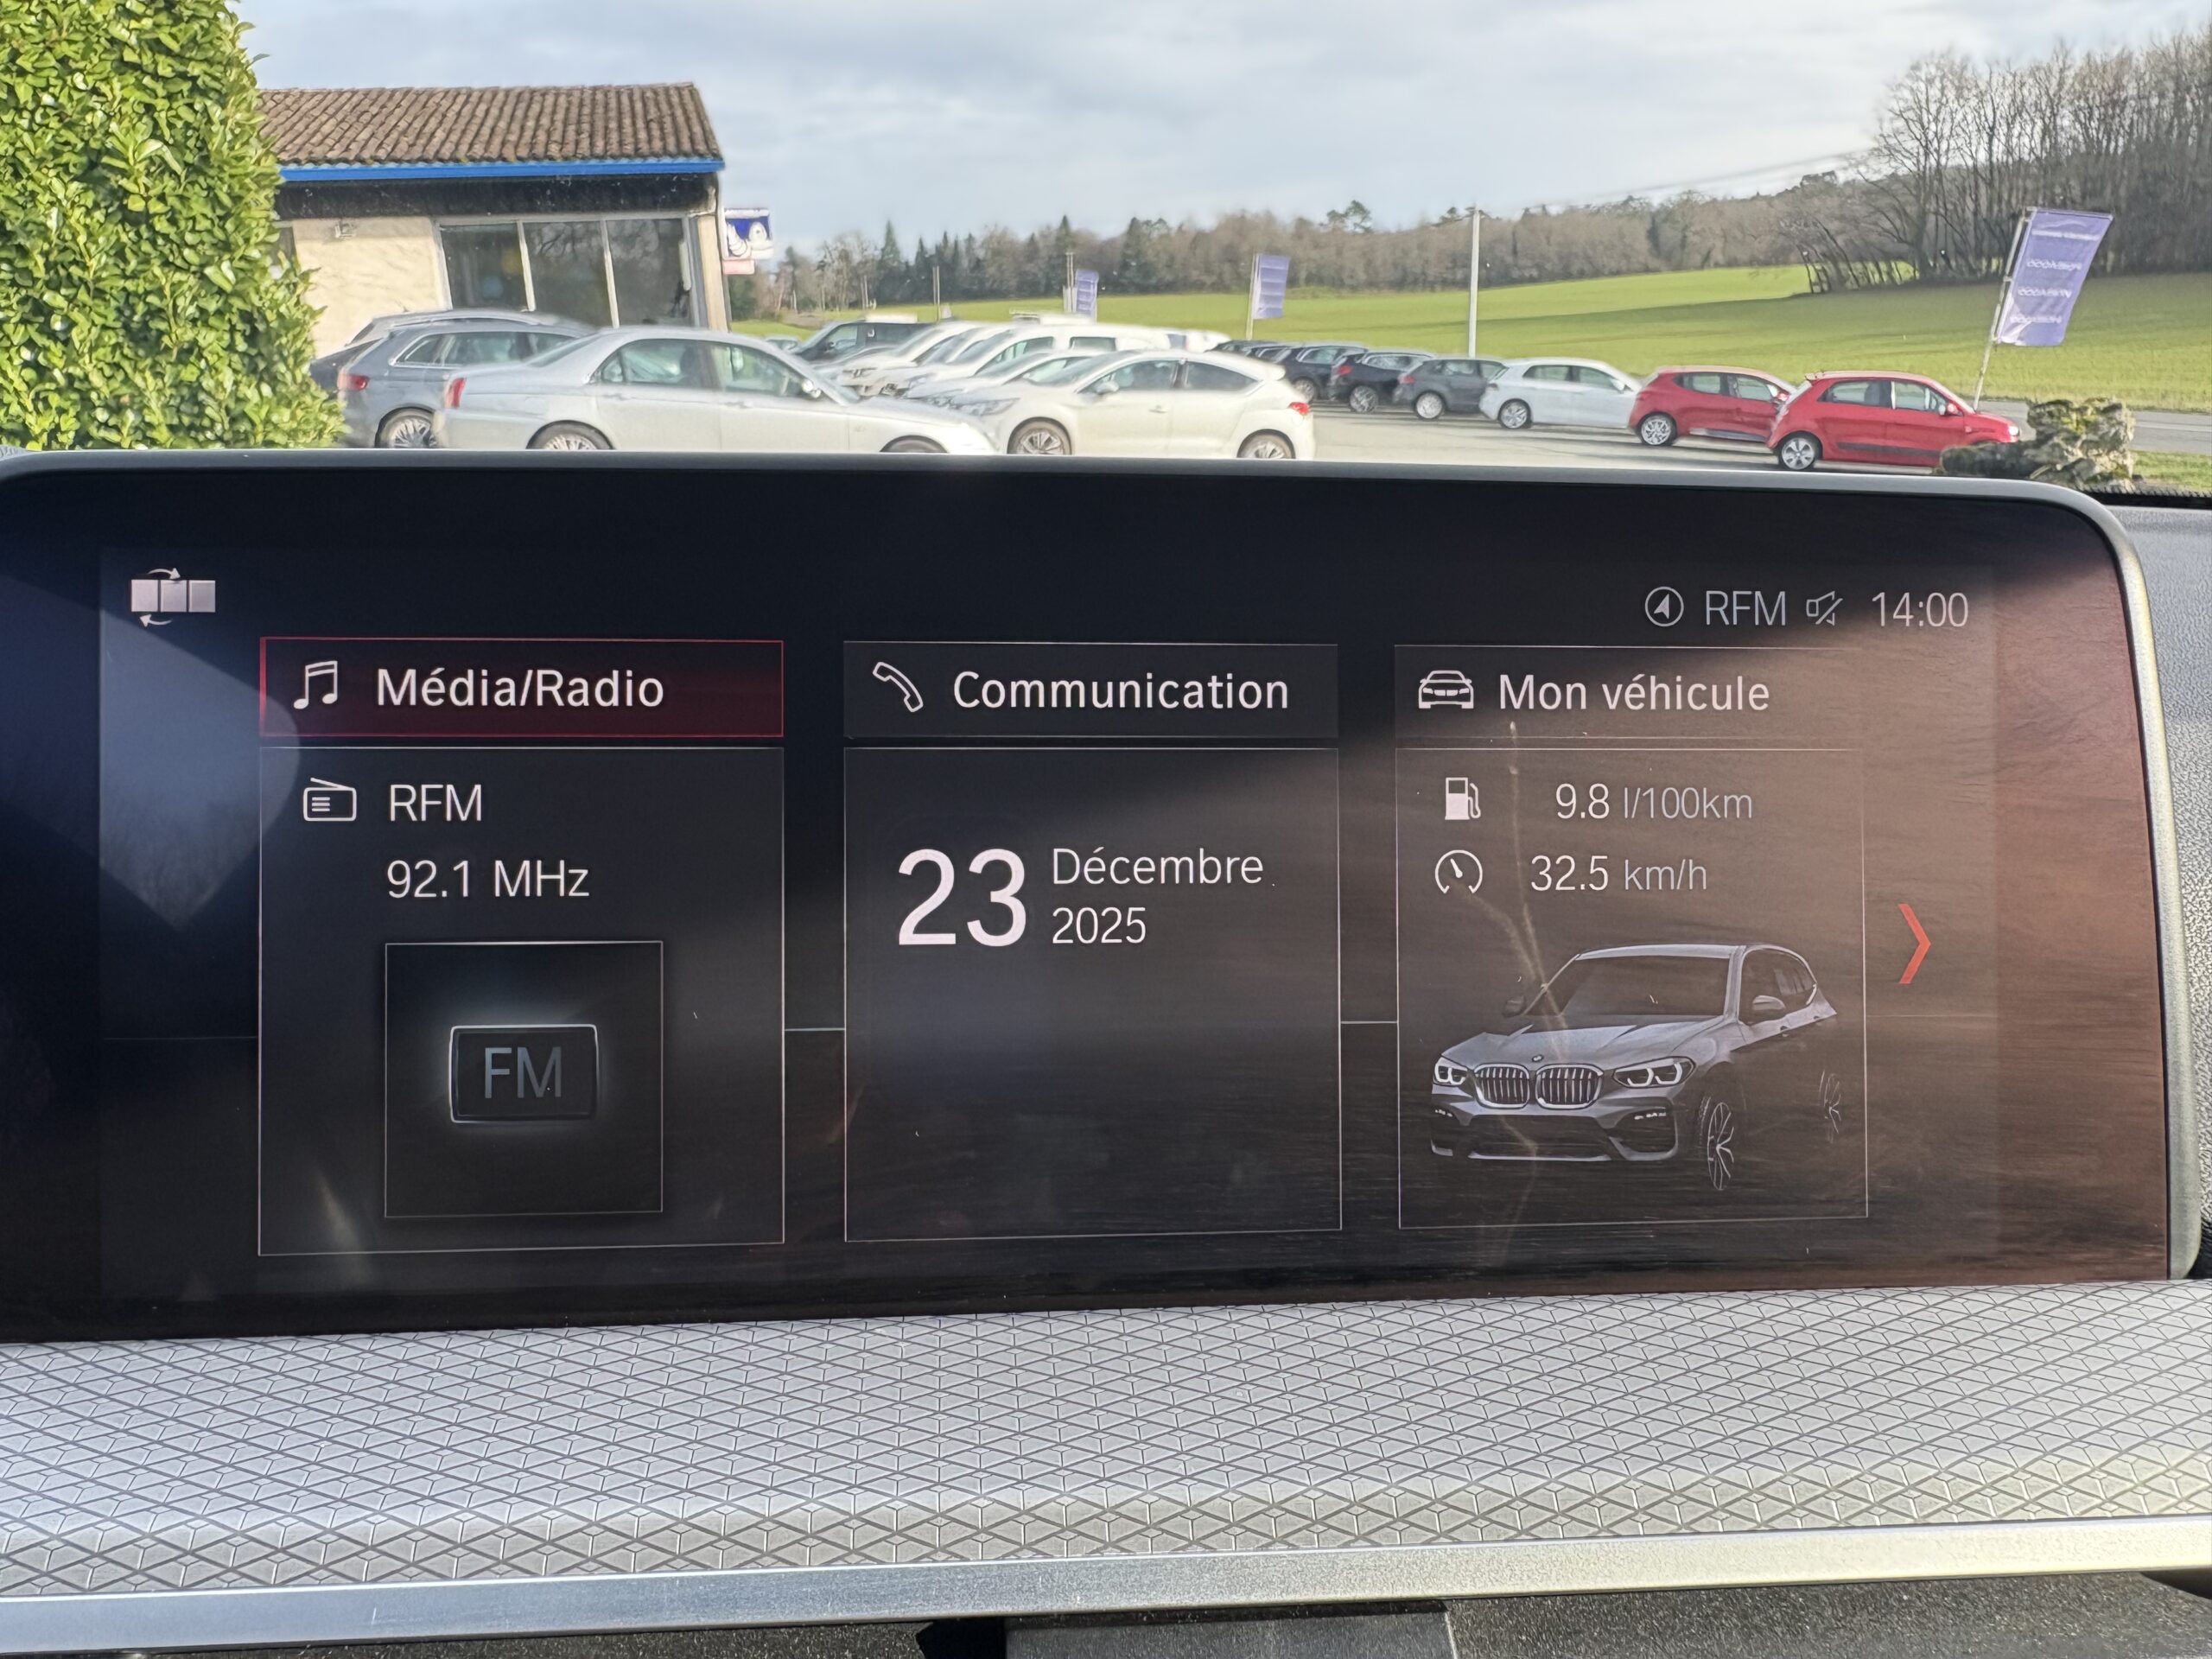 RFM 14:00
Média/Radio
RFM
92.1 MHz
FM
Communication
23 Décembre
2025
Mon véhicule
9.8 l/100km
32.5 km/h